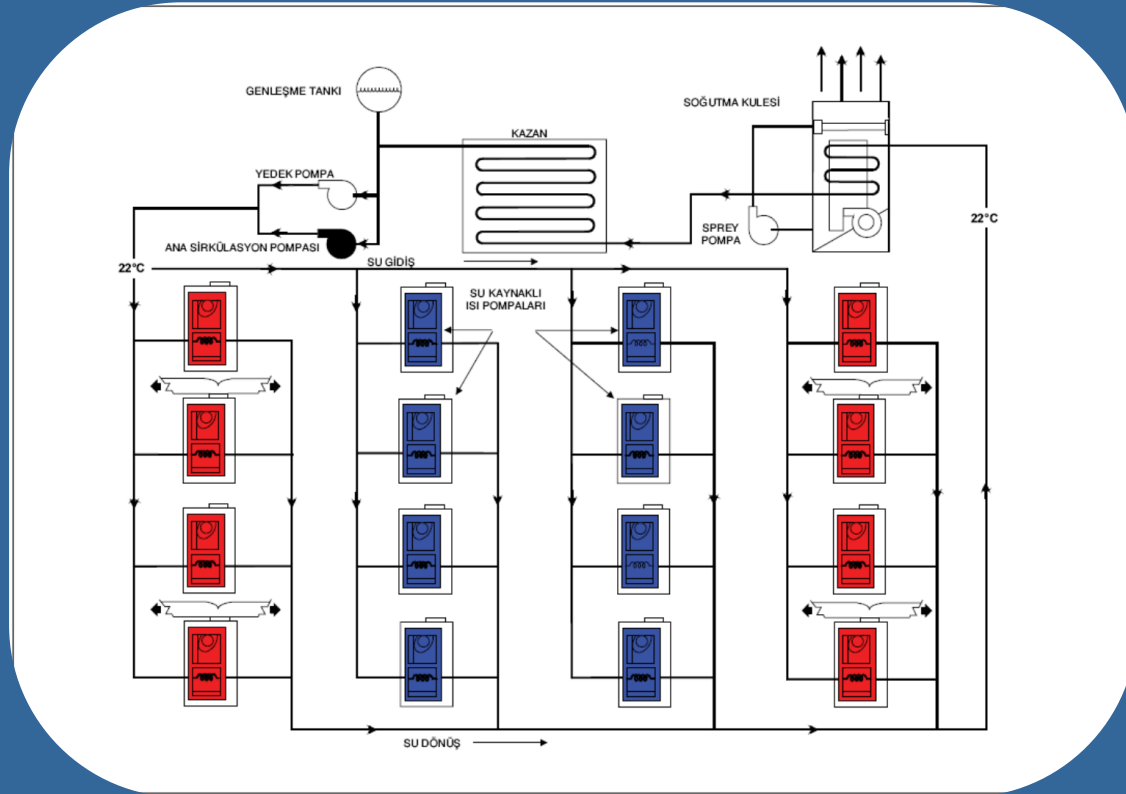 GENLEŞME TANKI
SOĞUTMA KULESİ
KAZAN
YEDEK POMPA
ANA SİRKÜLASYON POMPASI
SPREY
POMPA
22°C
22°C
SU GİDİŞ
SU KAYNAKLI
ISI POMPALARI
SU DÖNÜŞ